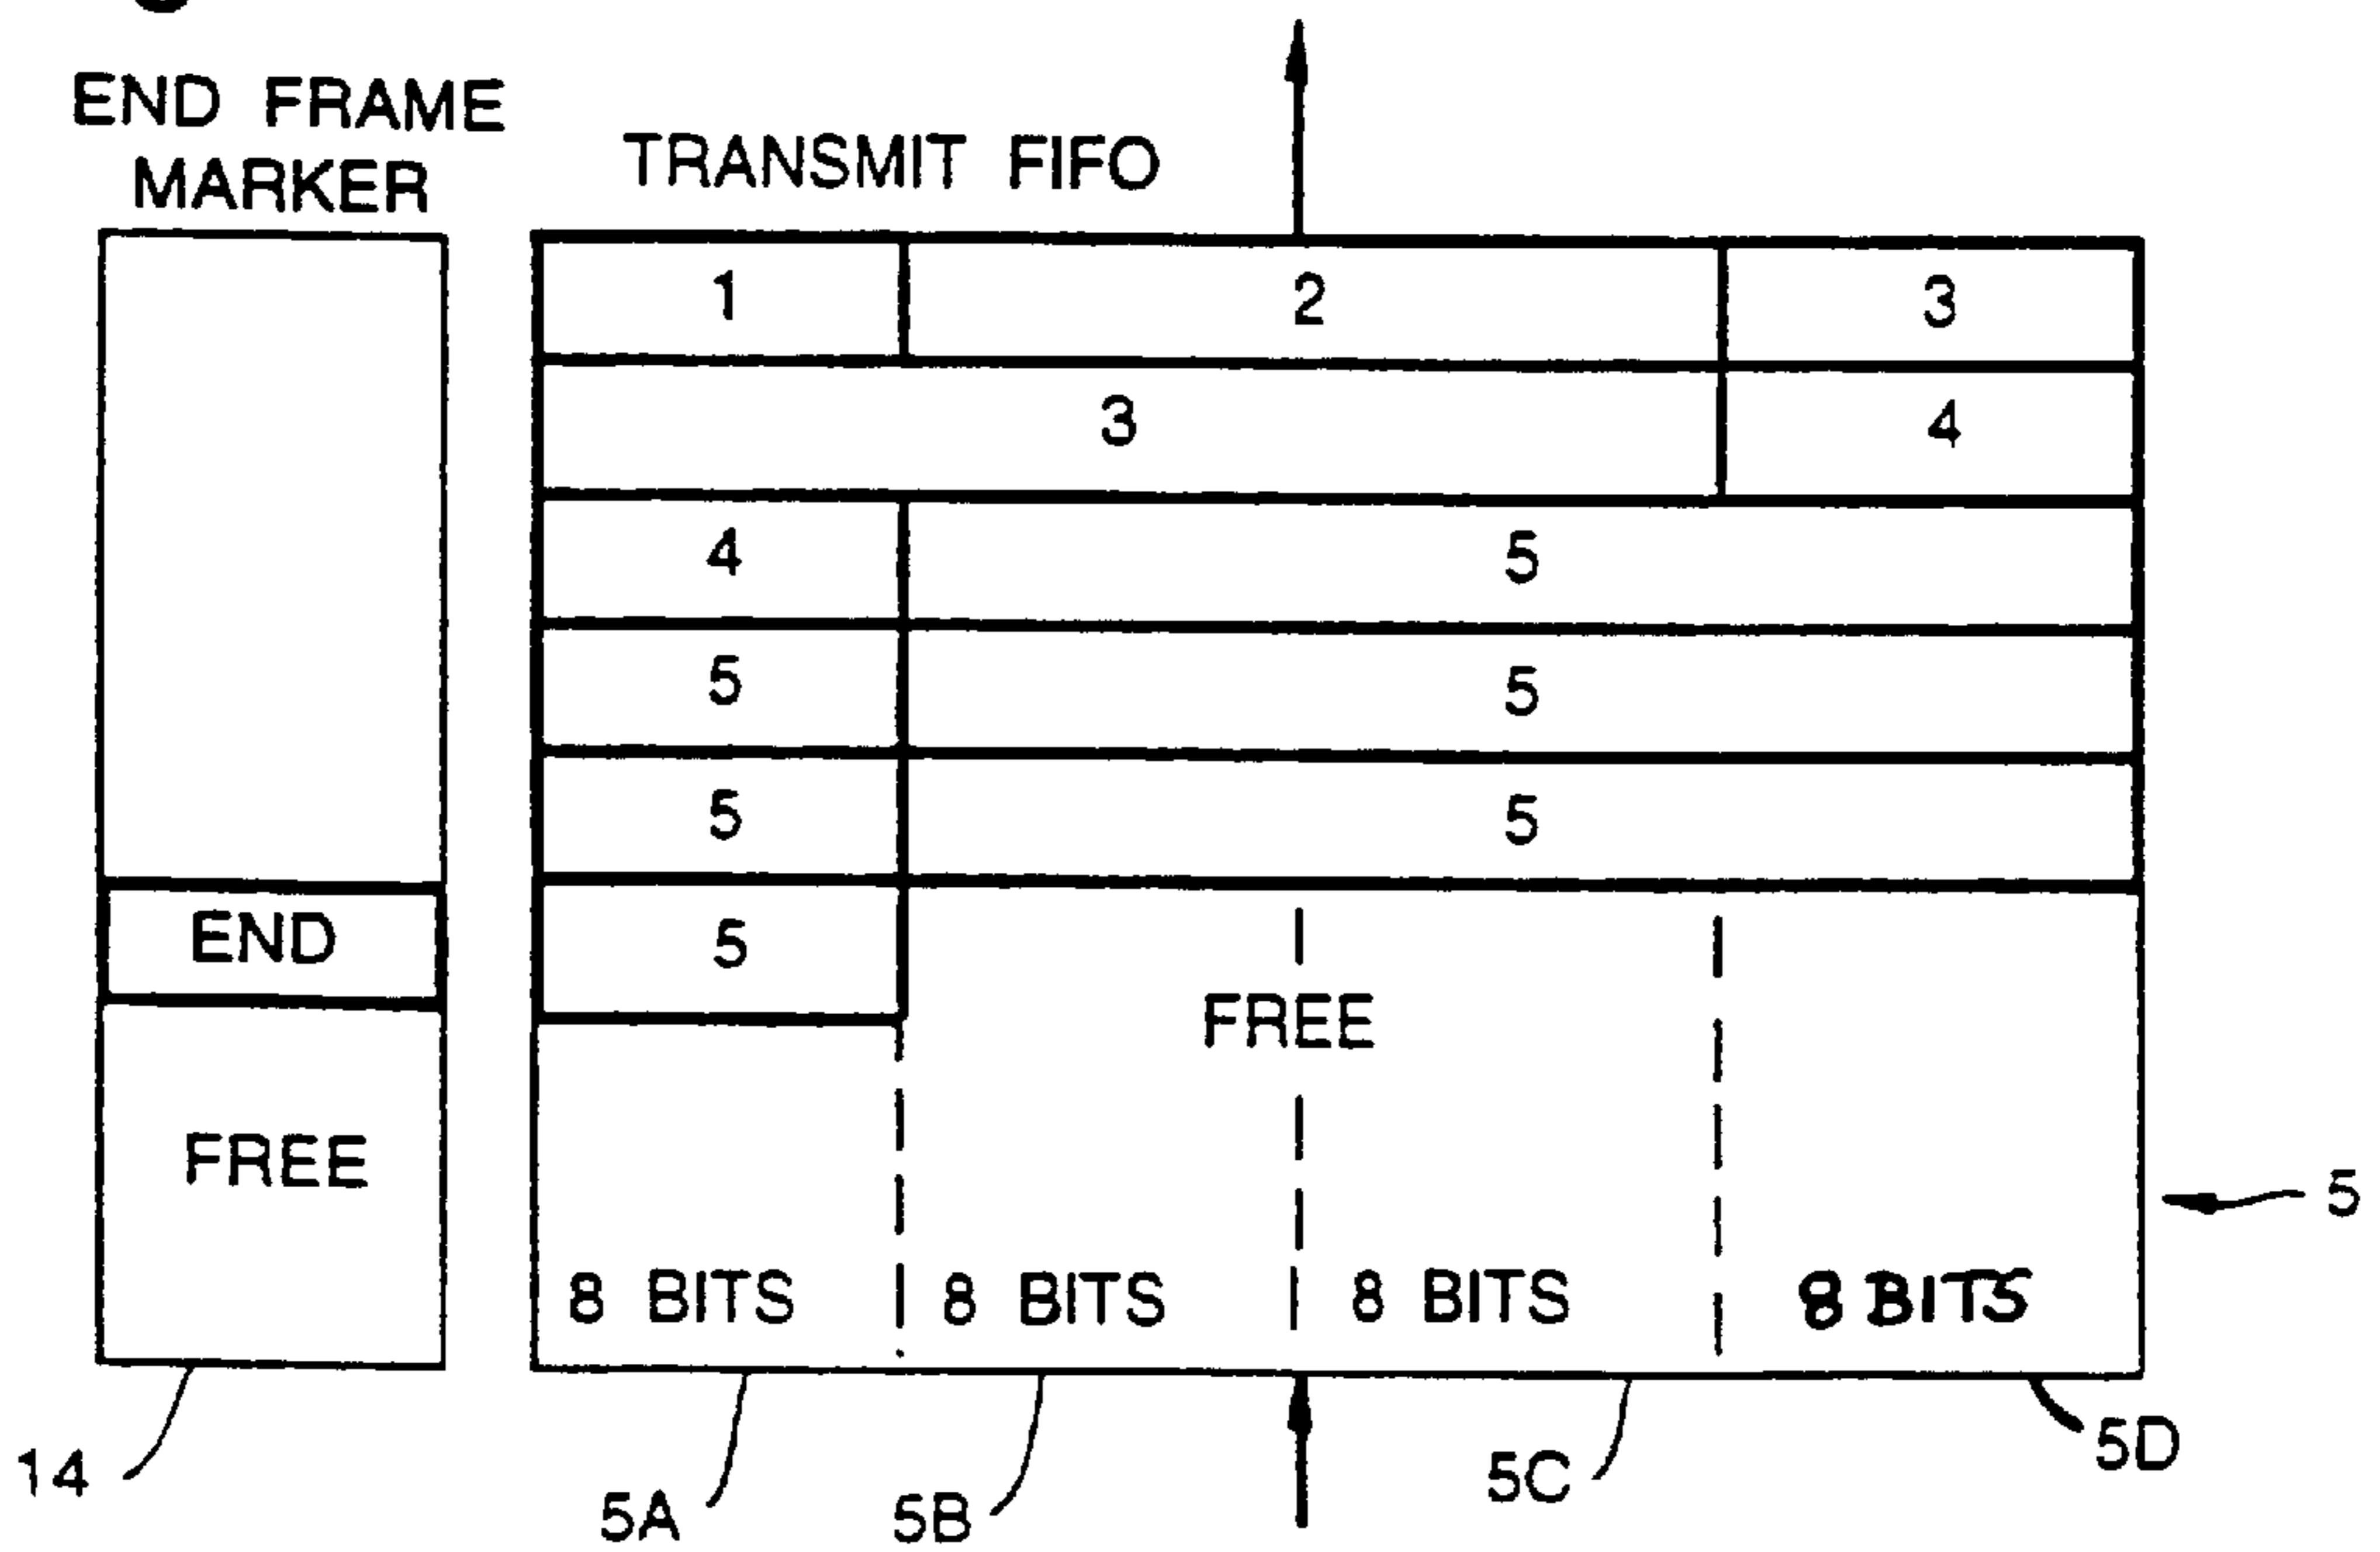 END FRAME
MARKER
TRANSMIT FIFO
1 2 3
3 4
4 5
5 5
5 5
END 5
FREE
FREE
5
8 BITS 8 BITS 8 BITS 8 BITS
14 5A 5B 5C 5D